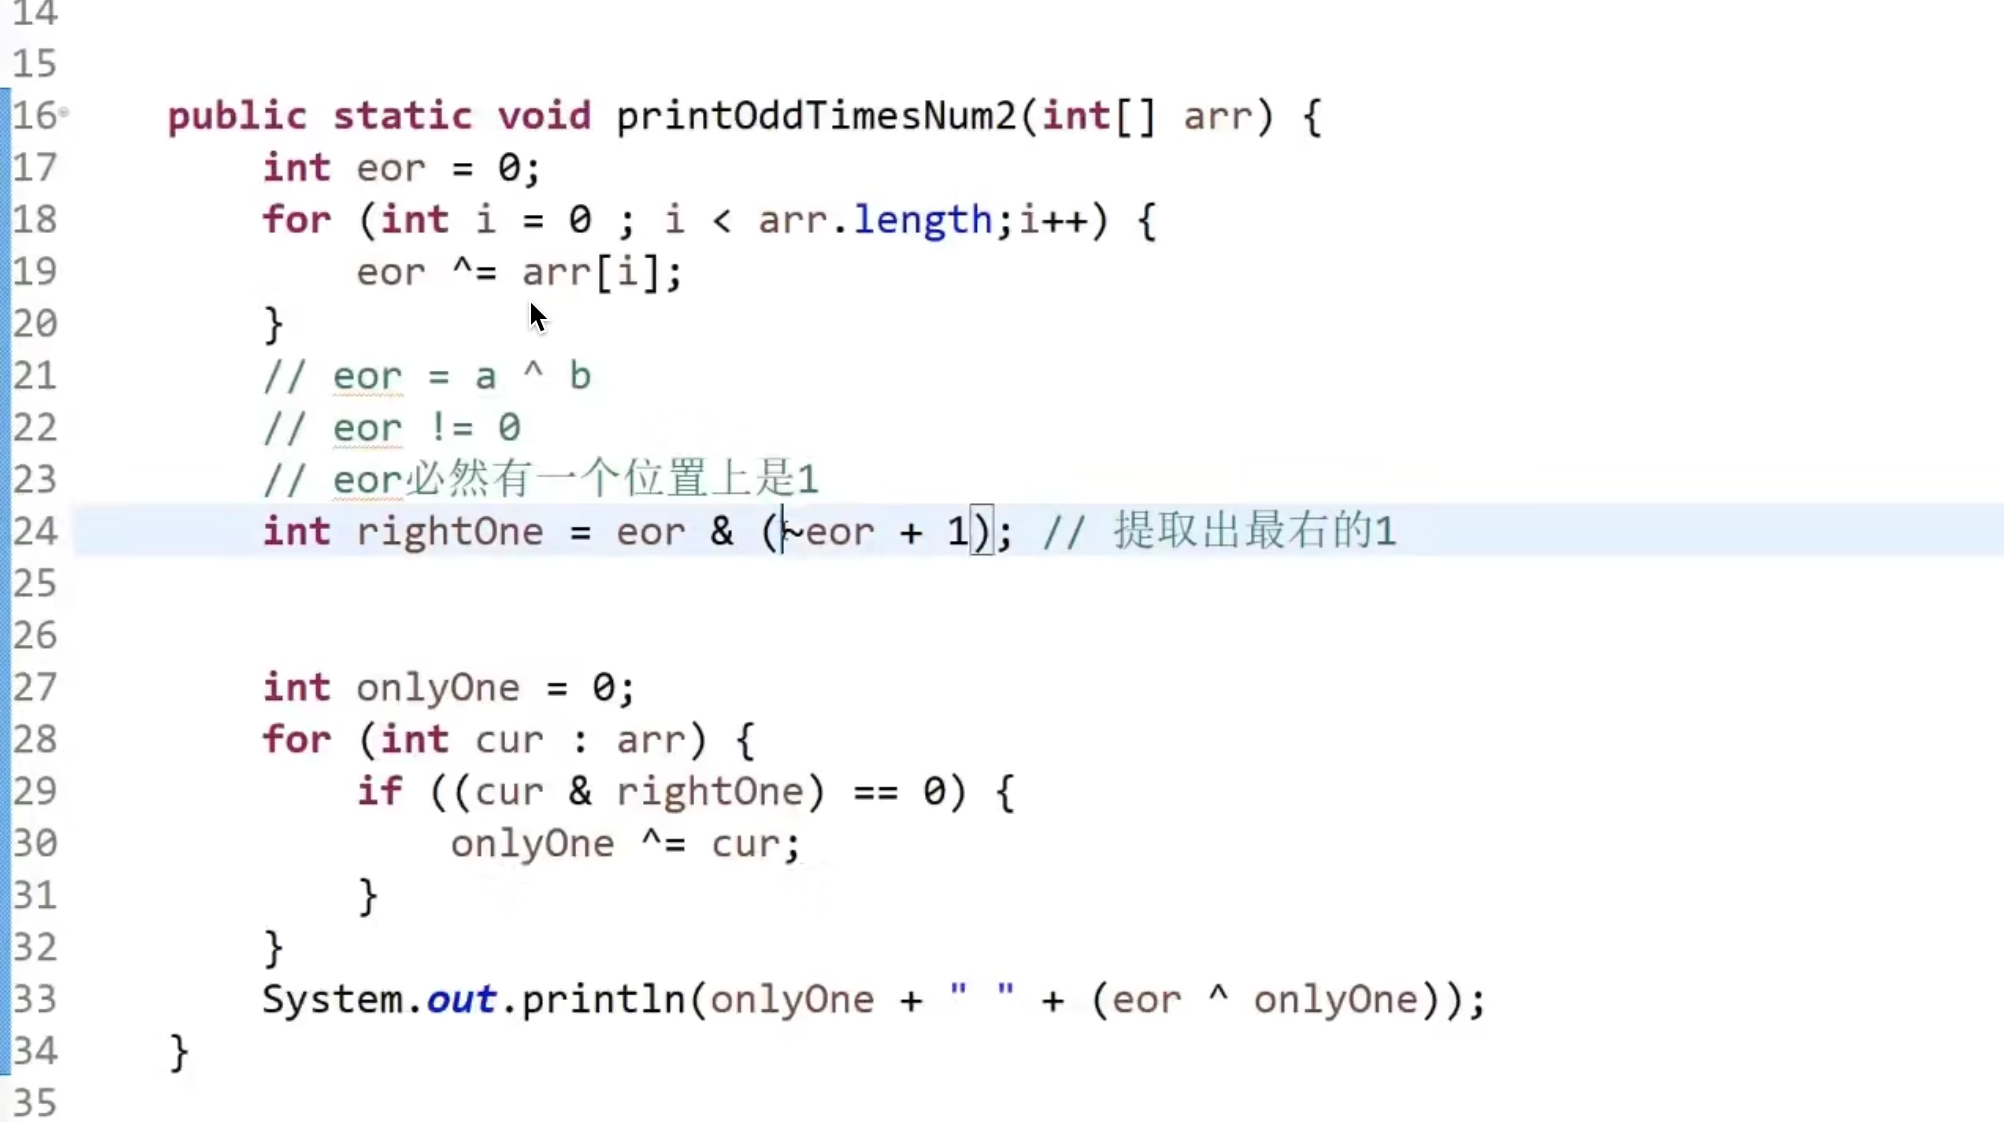 14
15
16 public static void printOddTimesNum2(int[] arr) {
17 int eor = 0;
18 for (int i = 0 ; i < arr.length;i++) {
19 eor ^= arr[i];
20 }
21 // eor = a ^ b
22 // eor != 0
23 // eor必然有一个位置上是1
24 int rightOne = eor & (~eor + 1); // 提取出最右的1
25
26
27 int onlyOne = 0;
28 for (int cur : arr) {
29 if ((cur & rightOne) == 0) {
30 onlyOne ^= cur;
31 }
32 }
33 System.out.println(onlyOne + " " + (eor ^ onlyOne));
34 }
35